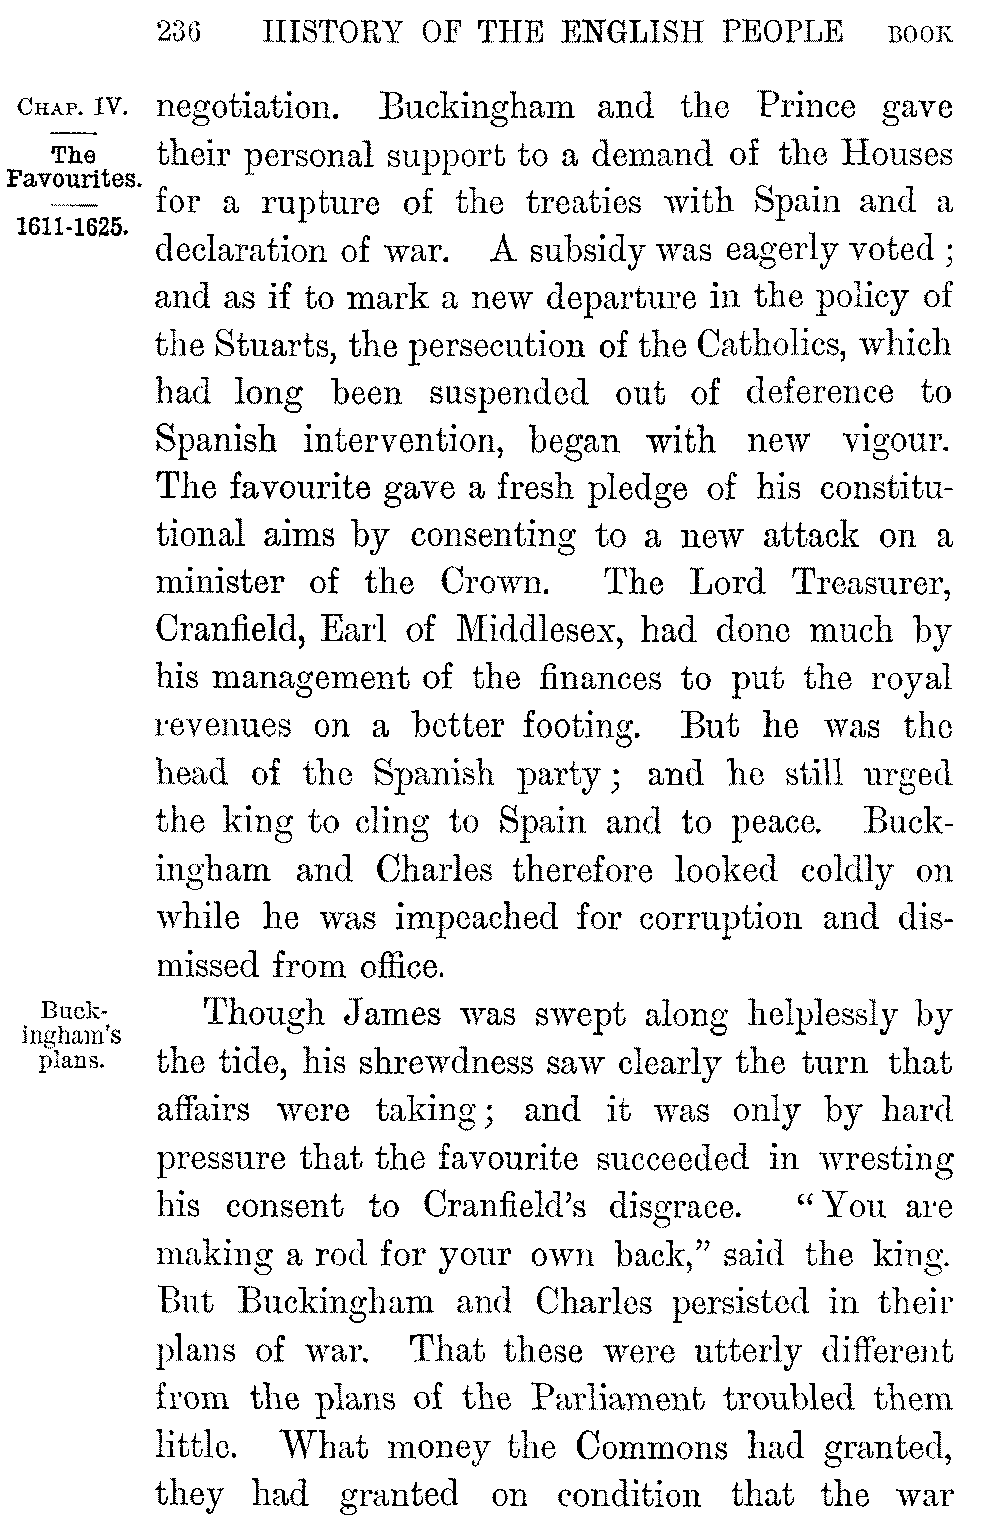 236 HISTORY OF THE ENGLISH PEOPLE BOOK
CHAP. IV.
The
Favourites.
1611-1625.
negotiation. Buckingham and the Prince gave
their personal support to a demand of the Houses
for a rupture of the treaties with Spain and a
declaration of war. A subsidy was eagerly voted ;
and as if to mark a new departure in the policy of
the Stuarts, the persecution of the Catholics, which
had long been suspended out of deference to
Spanish intervention, began with new vigour.
The favourite gave a fresh pledge of his constitu-
tional aims by consenting to a new attack on a
minister of the Crown. The Lord Treasurer,
Cranfield, Earl of Middlesex, had done much by
his management of the finances to put the royal
revenues on a better footing. But he was the
head of the Spanish party ; and he still urged
the king to cling to Spain and to peace. Buck-
ingham and Charles therefore looked coldly on
while he was impeached for corruption and dis-
missed from office.
Buck-
ingham's
plans.
Though James was swept along helplessly by
the tide, his shrewdness saw clearly the turn that
affairs were taking ; and it was only by hard
pressure that the favourite succeeded in wresting
his consent to Cranfield's disgrace. "You are
making a rod for your own back," said the king.
But Buckingham and Charles persisted in their
plans of war. That these were utterly different
from the plans of the Parliament troubled them
little. What money the Commons had granted,
they had granted on condition that the war